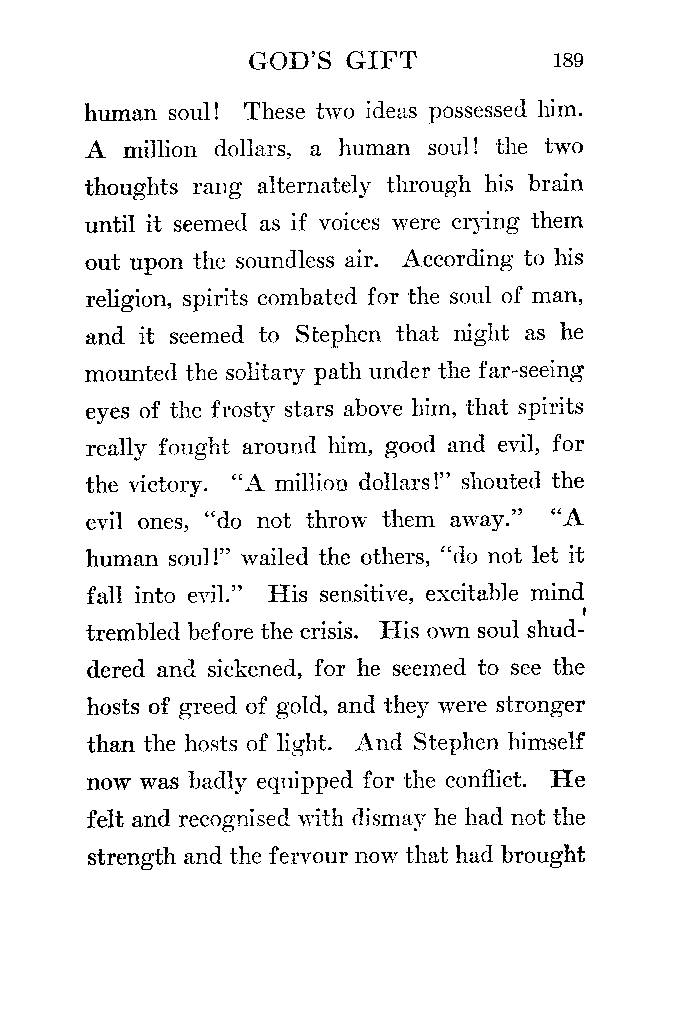 GOD'S GIFT 189
human soul! These two ideas possessed him.
A million dollars, a human soul! the two
thoughts rang alternately through his brain
until it seemed as if voices were crying them
out upon the soundless air. According to his
religion, spirits combated for the soul of man,
and it seemed to Stephen that night as he
mounted the solitary path under the far-seeing
eyes of the frosty stars above him, that spirits
really fought around him, good and evil, for
the victory. "A million dollars!" shouted the
evil ones, "do not throw them away." "A
human soul!" wailed the others, "do not let it
fall into evil." His sensitive, excitable mind
trembled before the crisis. His own soul shud-
dered and sickened, for he seemed to see the
hosts of greed of gold, and they were stronger
than the hosts of light. And Stephen himself
now was badly equipped for the conflict. He
felt and recognised with dismay he had not the
strength and the fervour now that had brought